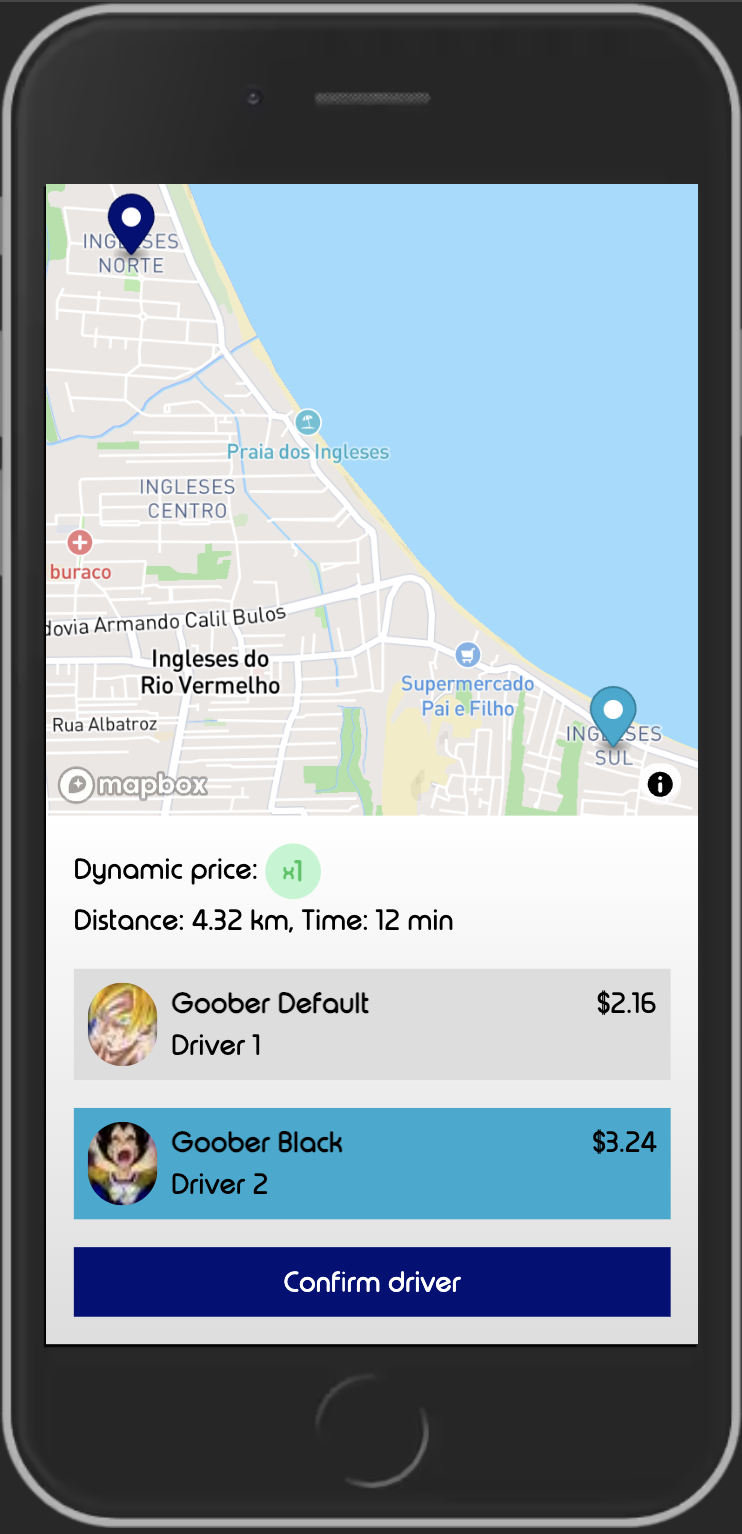 INGLESES
NORTE
Praia dos Ingleses
INGLESES
CENTRO
buraco
dovia Armando Calil Bulos
Ingleses do
Rio Vermelho
Supermercado
Pai e Filho
Rua Albatroz
INGLESES
SUL
mapbox
Dynamic price: x1
Distance: 4.32 km, Time: 12 min
Goober Default $2.16
Driver 1
Goober Black $3.24
Driver 2
Confirm driver